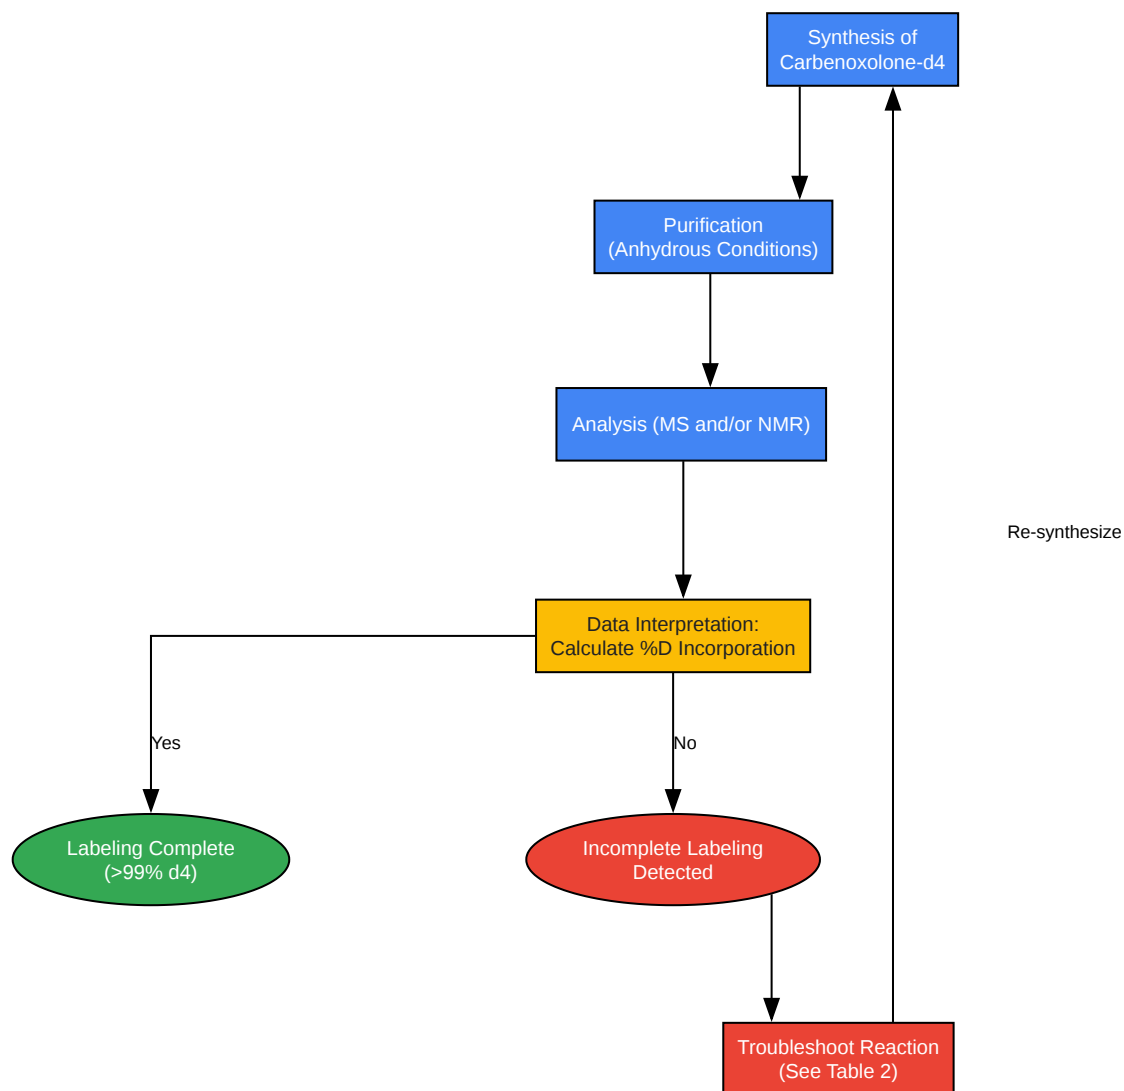 Synthesis of
Carbenoxolone-d4
Purification
(Anhydrous Conditions)
Analysis (MS and/or NMR)
Re-synthesize
Data Interpretation:
Calculate %D Incorporation
Yes
No
Labeling Complete
(>99% d4)
Incomplete Labeling
Detected
Troubleshoot Reaction
(See Table 2)